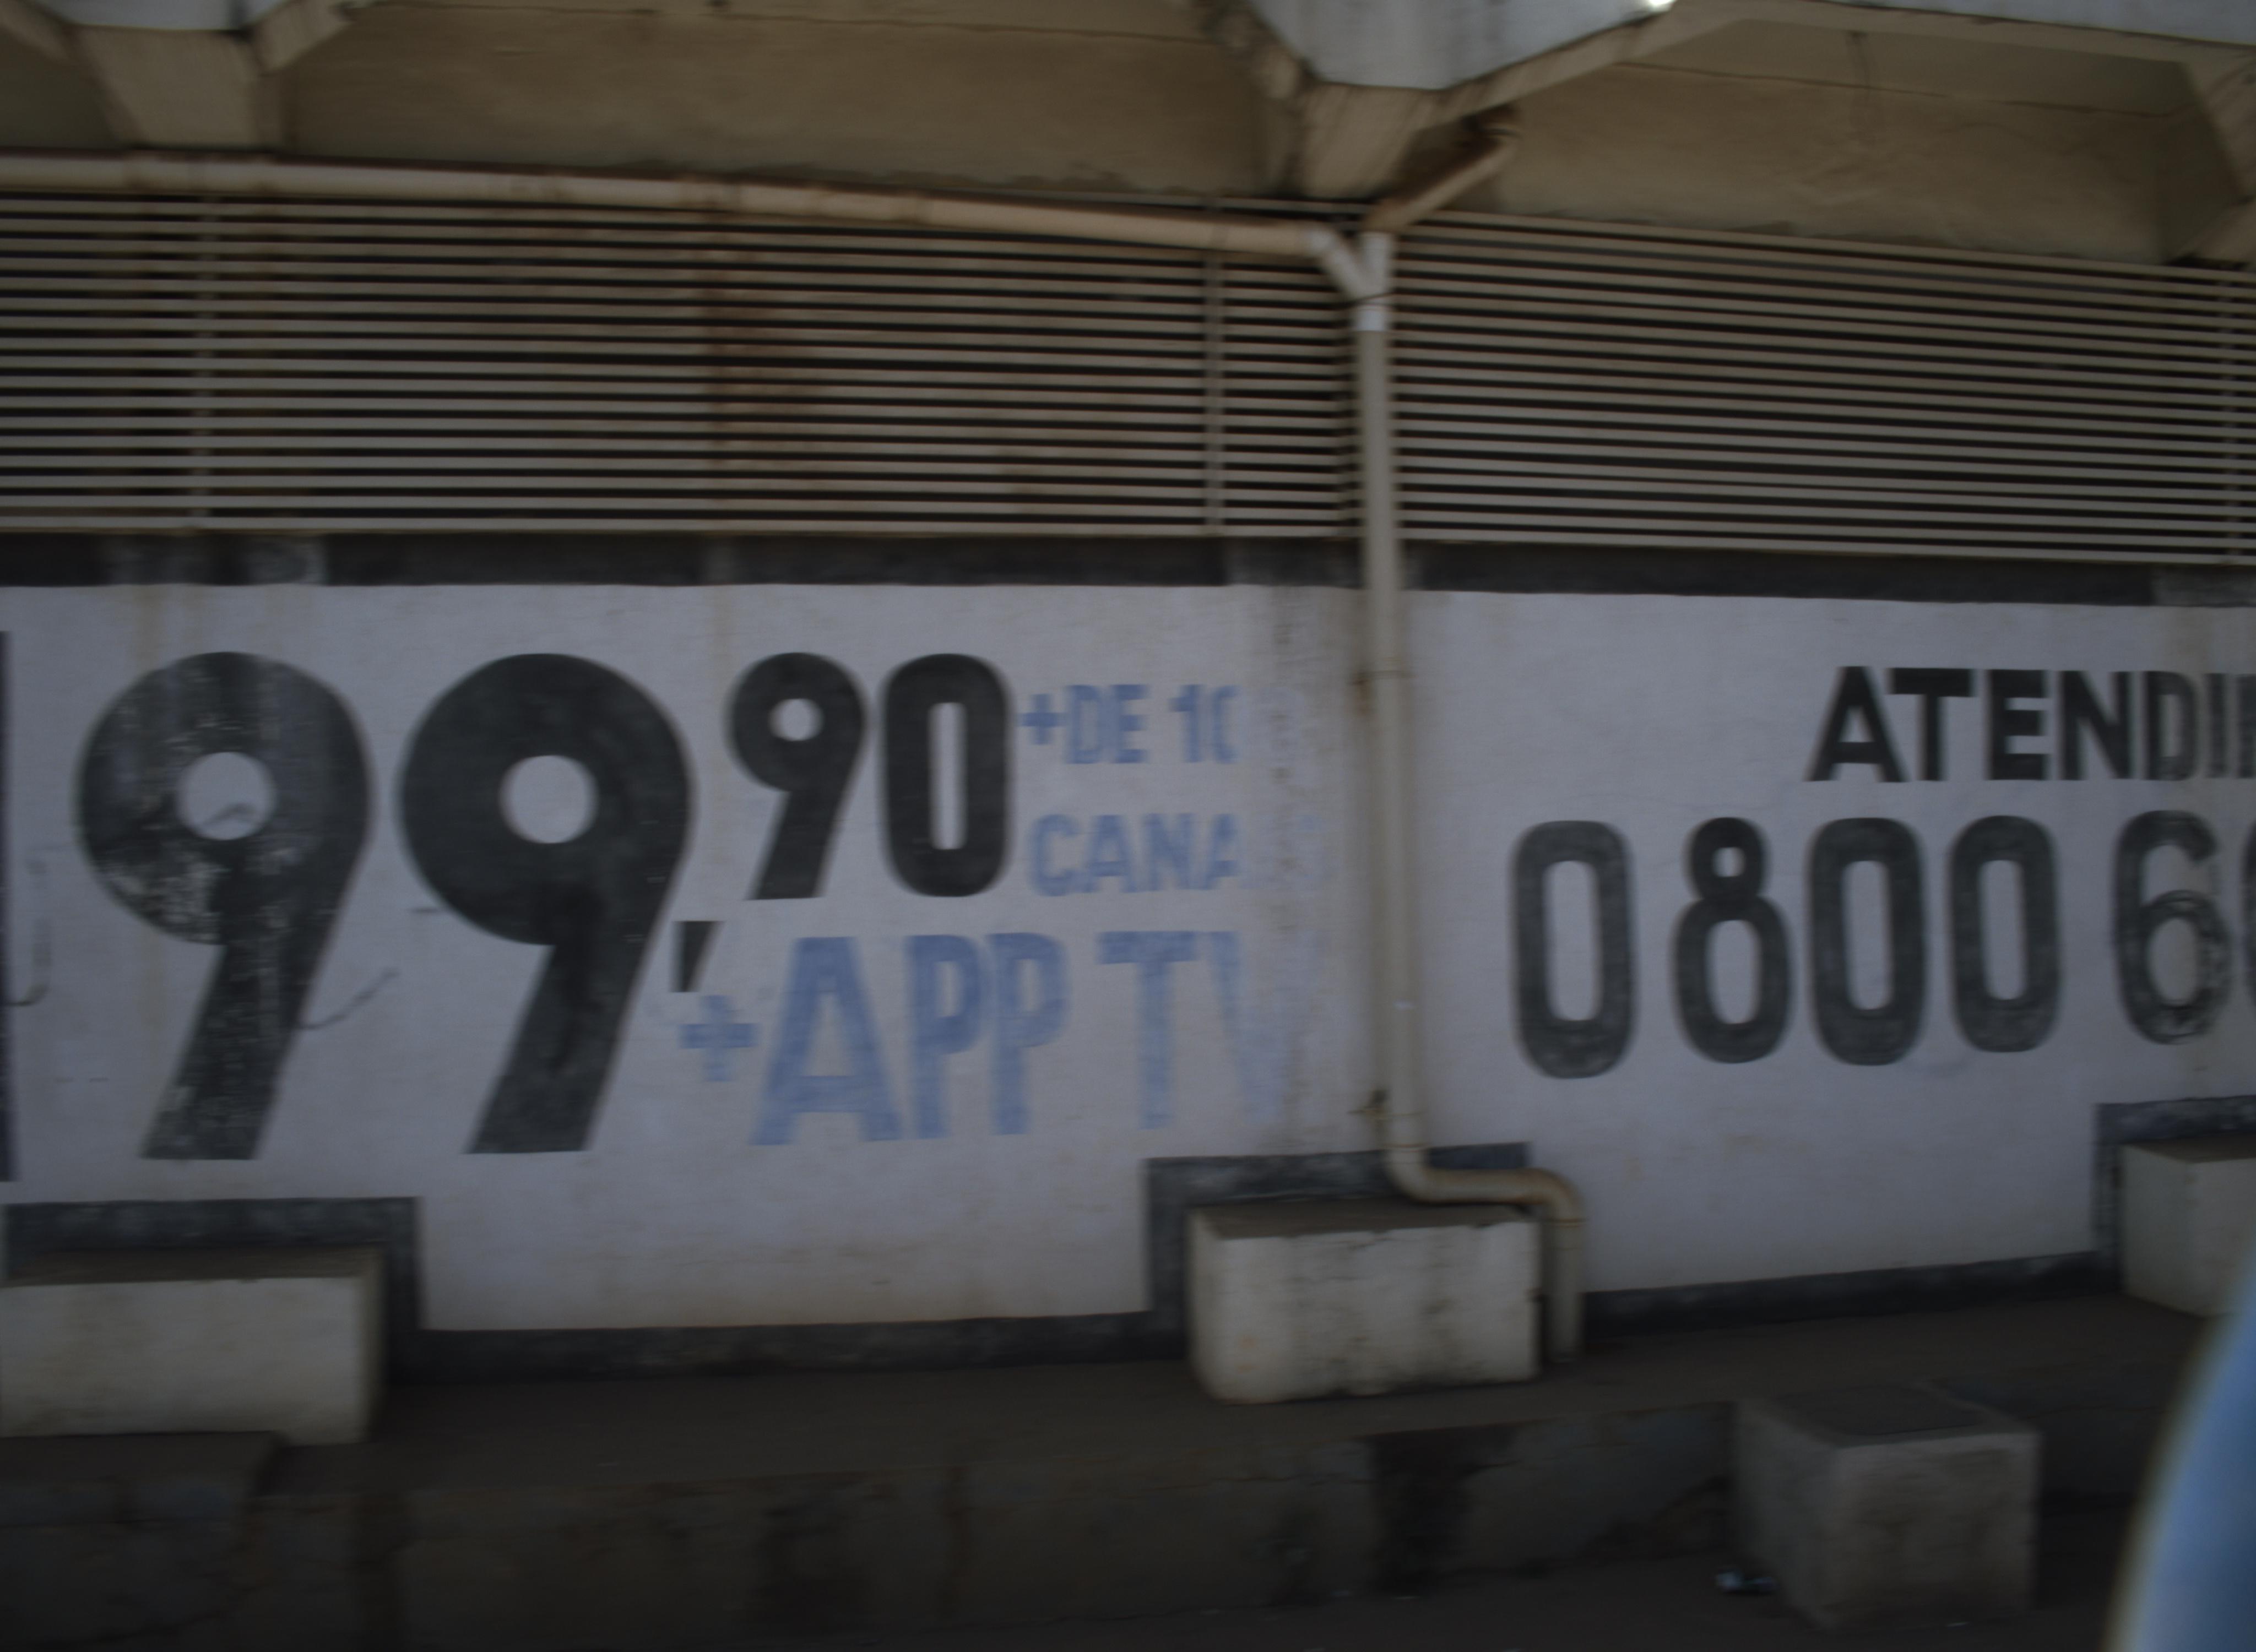 99,90
+DE 10
CANA
+APP TV
ATENDI
0800 6